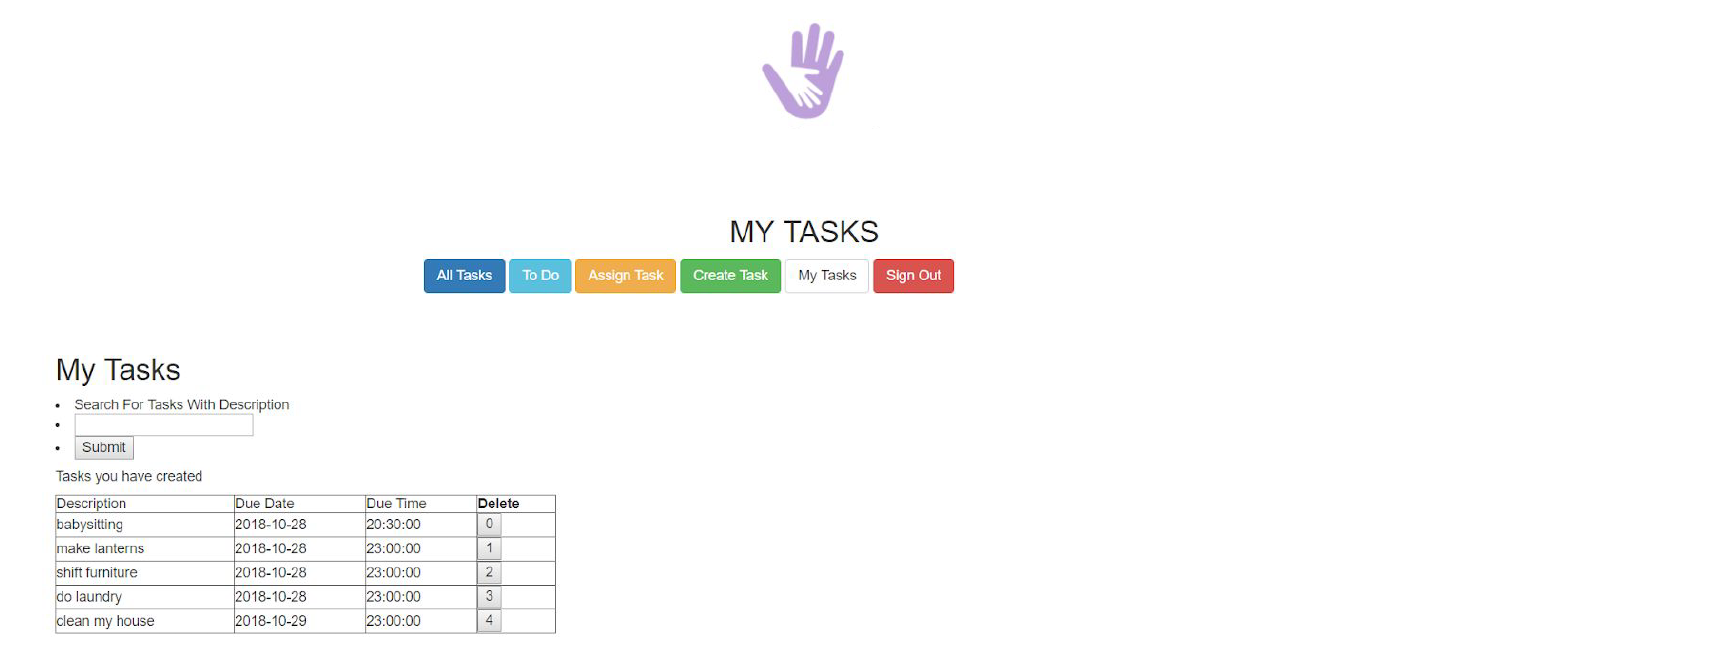 MY TASKS
All Tasks To Do Assign Task Create Task My Tasks Sign Out
My Tasks
Search For Tasks With Description
Submit
Tasks you have created
Description Due Date Due Time Delete
babysitting 2018-10-28 20:30:00 0
make lanterns 2018-10-28 23:00:00 1
shift furniture 2018-10-28 23:00:00 2
do laundry 2018-10-28 23:00:00 3
clean my house 2018-10-29 23:00:00 4